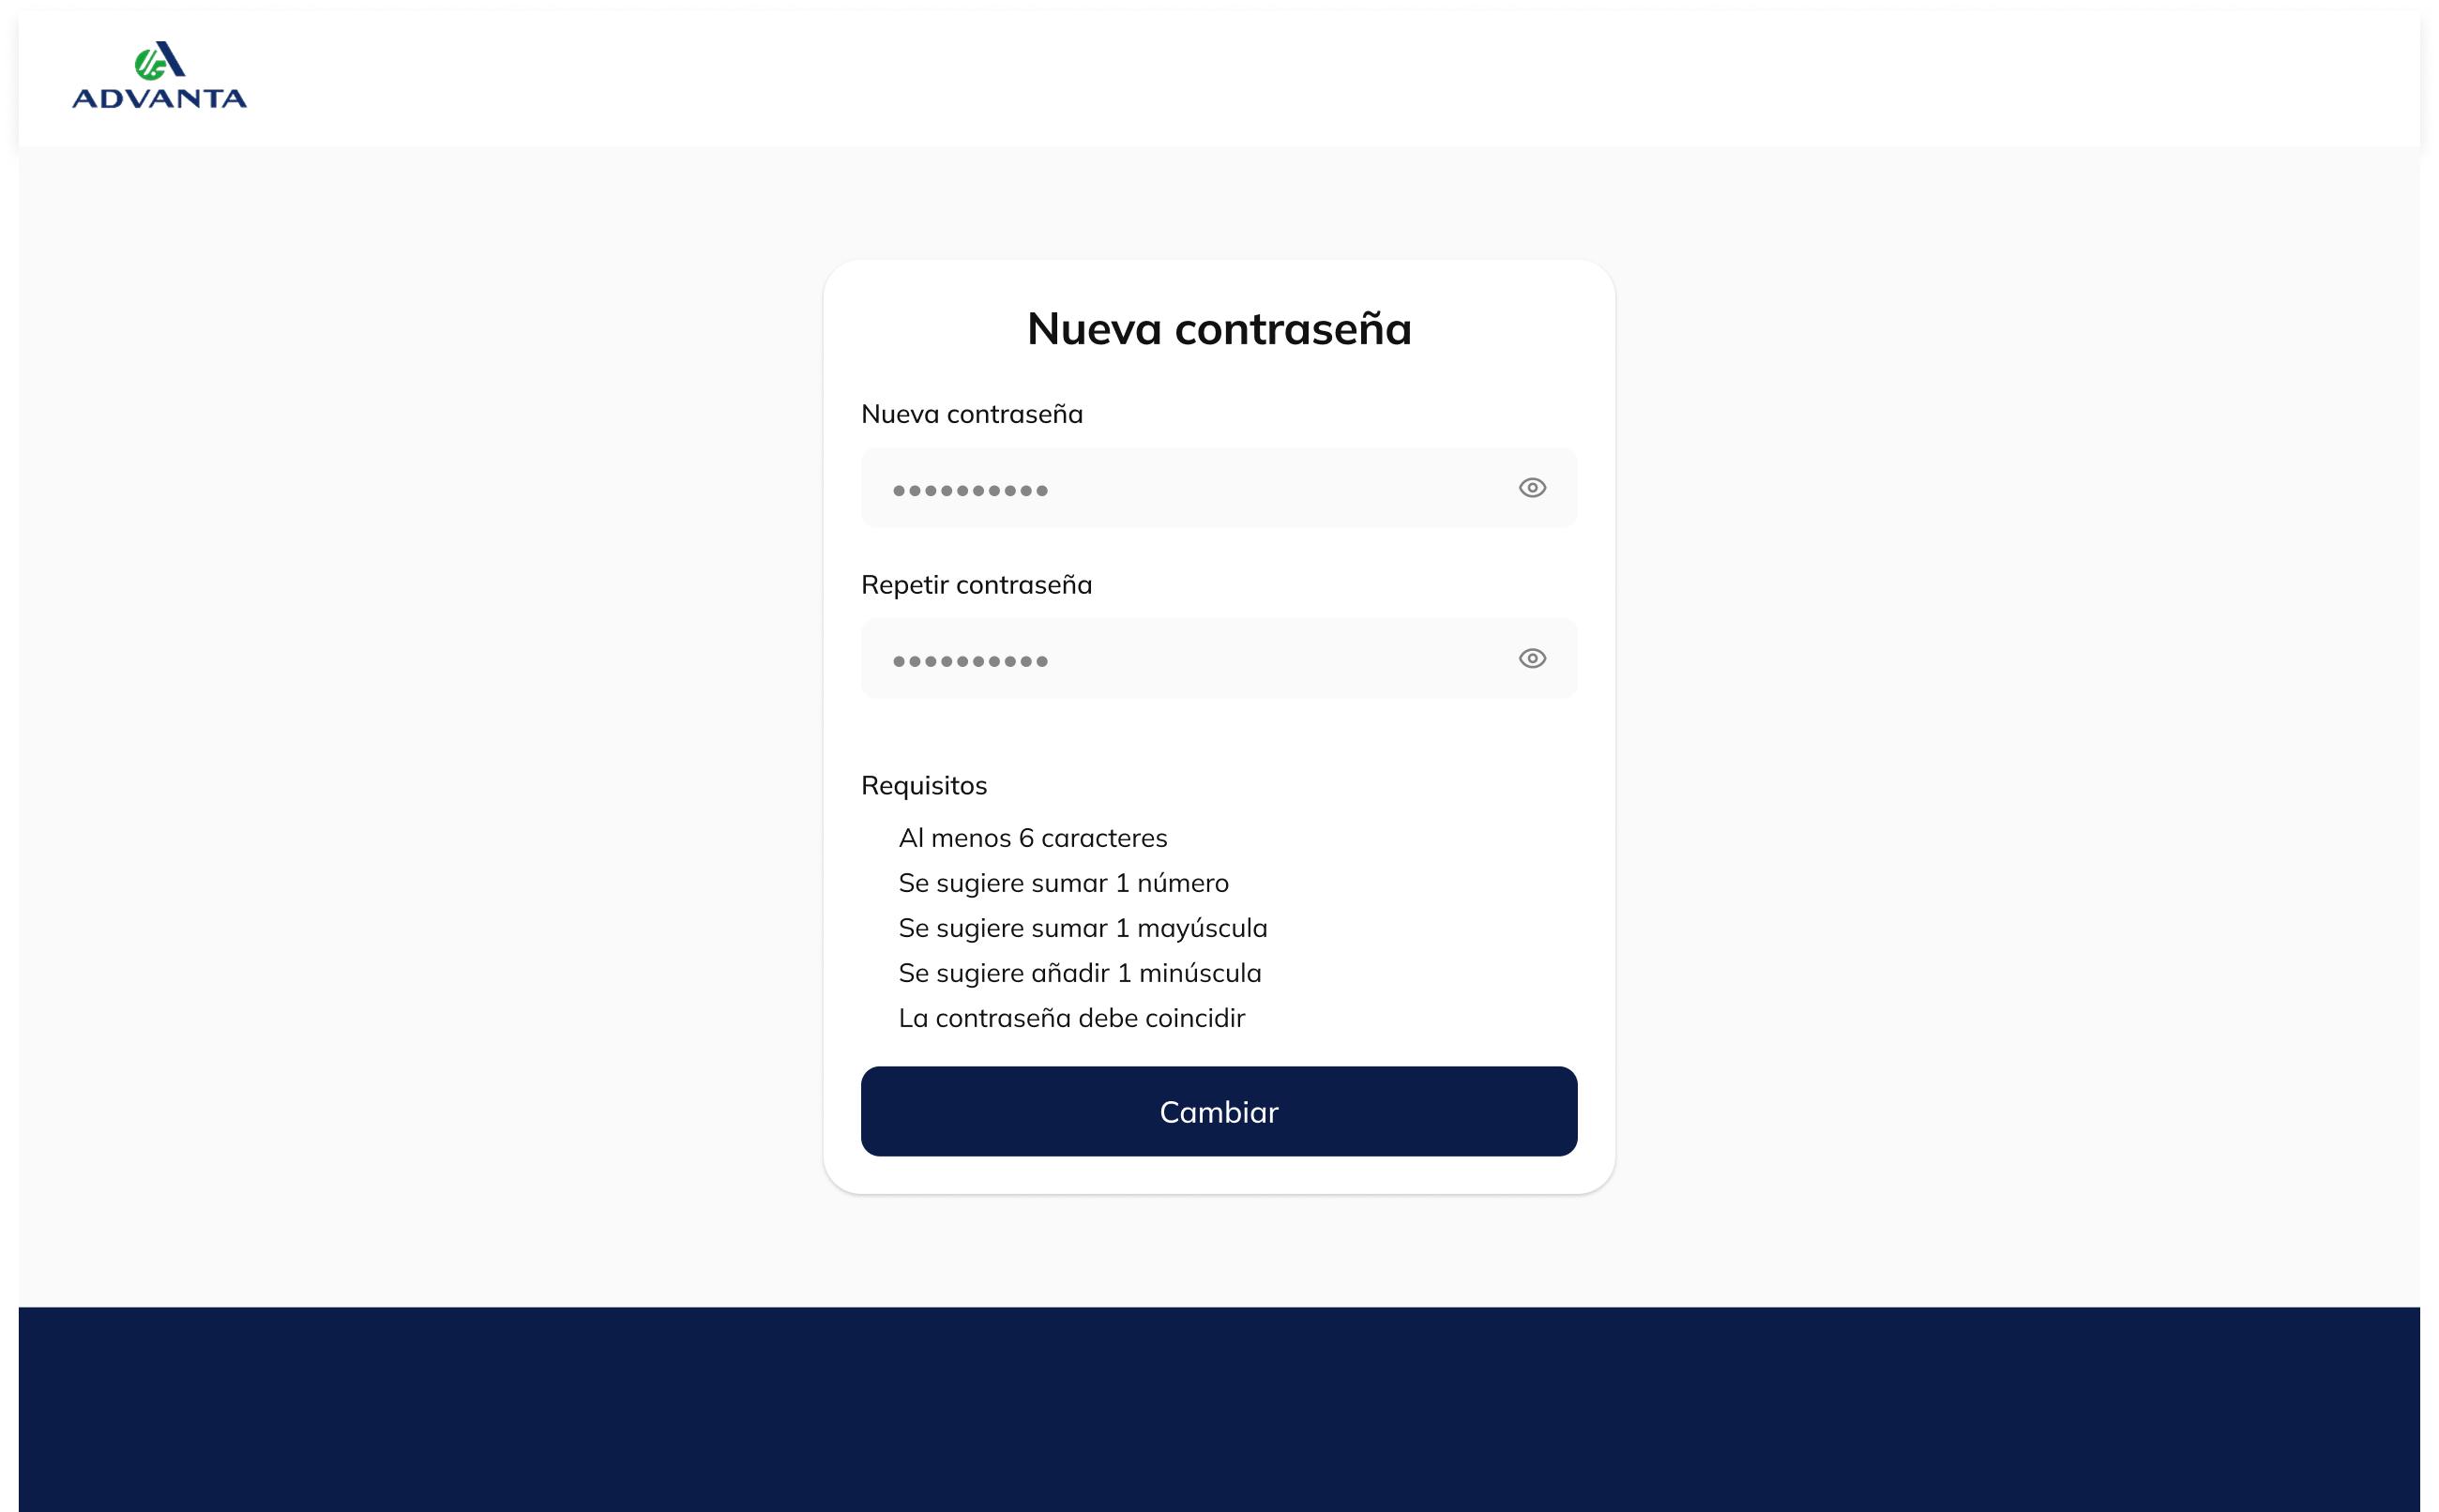 ADVANTA
Nueva contraseña
Nueva contraseña
Repetir contraseña
Requisitos
Al menos 6 caracteres
Se sugiere sumar 1 número
Se sugiere sumar 1 mayúscula
Se sugiere añadir 1 minúscula
La contraseña debe coincidir
Cambiar